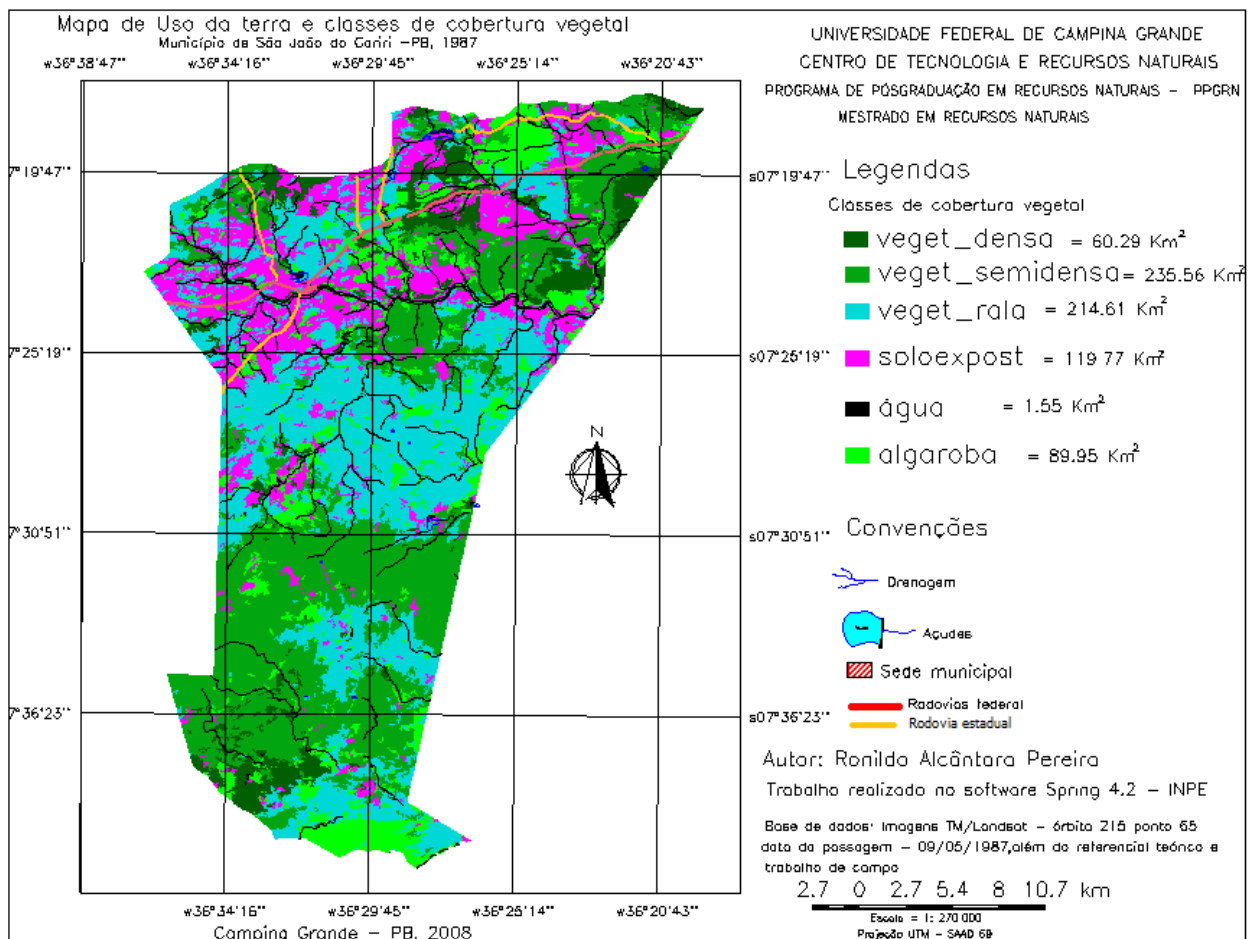 Mapa de Uso da terra e classes de cobertura vegetal
Município de São João do Cariri -PB, 1987
w36°38'47'' w36°34'16'' w36°29'45'' w36°25'14'' w36°20'43''
7°19'47''
7°25'19''
7°30'51''
7°36'23''
s07°19'47''
s07°25'19''
s07°30'51''
s07°36'23''
N
w36°34'16'' w36°29'45'' w36°25'14'' w36°20'43''
Campina Grande - PB, 2008
UNIVERSIDADE FEDERAL DE CAMPINA GRANDE
CENTRO DE TECNOLOGIA E RECURSOS NATURAIS
PROGRAMA DE PÓSGRADUAÇÃO EM RECURSOS NATURAIS - PPGRN
MESTRADO EM RECURSOS NATURAIS
Legendas
Classes de cobertura vegetal
veget_densa = 60.29 Km²
veget_semidensa= 235.56 Km²
veget_rala = 214.61 Km²
soloexpost = 119.77 Km²
água = 1.55 Km²
algaroba = 89.95 Km²
Convenções
Drenagem
Açudes
Sede municipal
Rodovias federal
Rodovia estadual
Autor: Ronildo Alcântara Pereira
Trabalho realizado no software Spring 4.2 - INPE
Base de dados: Imagens TM/Landsat - órbita 215 ponto 65
data da passagem - 09/05/1987,além do referencial teórico e
trabalho de campo
2.7 0 2.7 5.4 8 10.7 km
Escala = 1: 270 000
Projeção UTM - SAAD 69